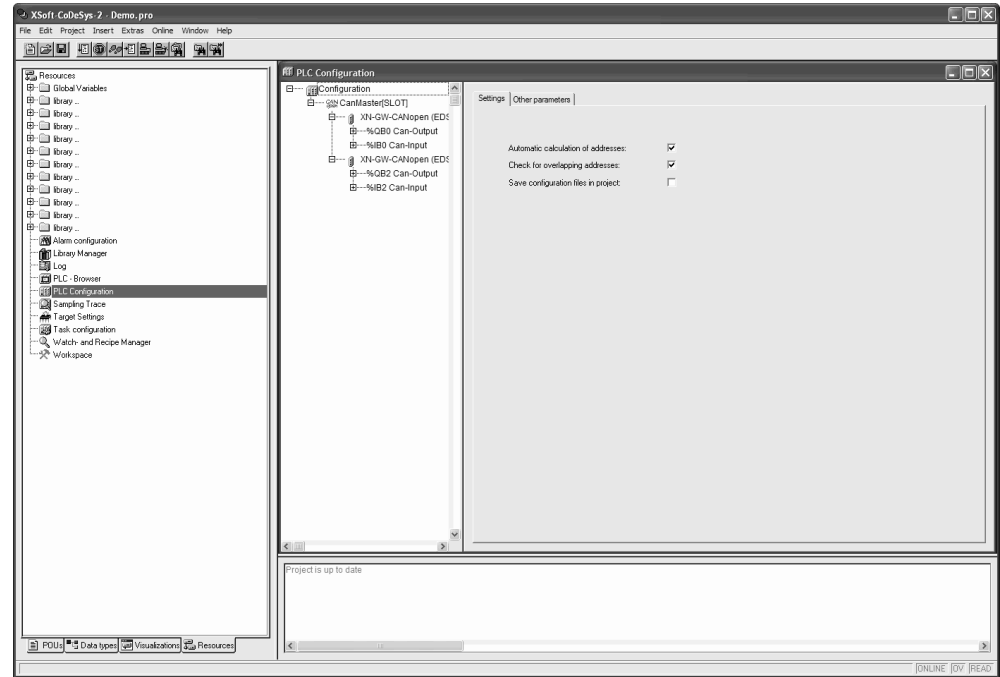 XSoft-CoDeSys-2 - Demo.pro
File Edit Project Insert Extras Online Window Help
Resources
Global Variables
library ..
library ..
library ..
library ..
library ..
library ..
library ..
library ..
library ..
library ..
library ..
Alarm configuration
Library Manager
Log
PLC - Browser
PLC Configuration
Sampling Trace
Target Settings
Task configuration
Watch- and Recipe Manager
Workspace
POUs Data types Visualizations Resources
PLC Configuration
Configuration
CanMaster[SLOT]
XN-GW-CANopen (EDS
%QB0 Can-Output
%IB0 Can-Input
XN-GW-CANopen (EDS
%QB2 Can-Output
%IB2 Can-Input
Settings Other parameters
Automatic calculation of addresses:
Check for overlapping addresses:
Save configuration files in project:
Project is up to date
ONLINE OV READ